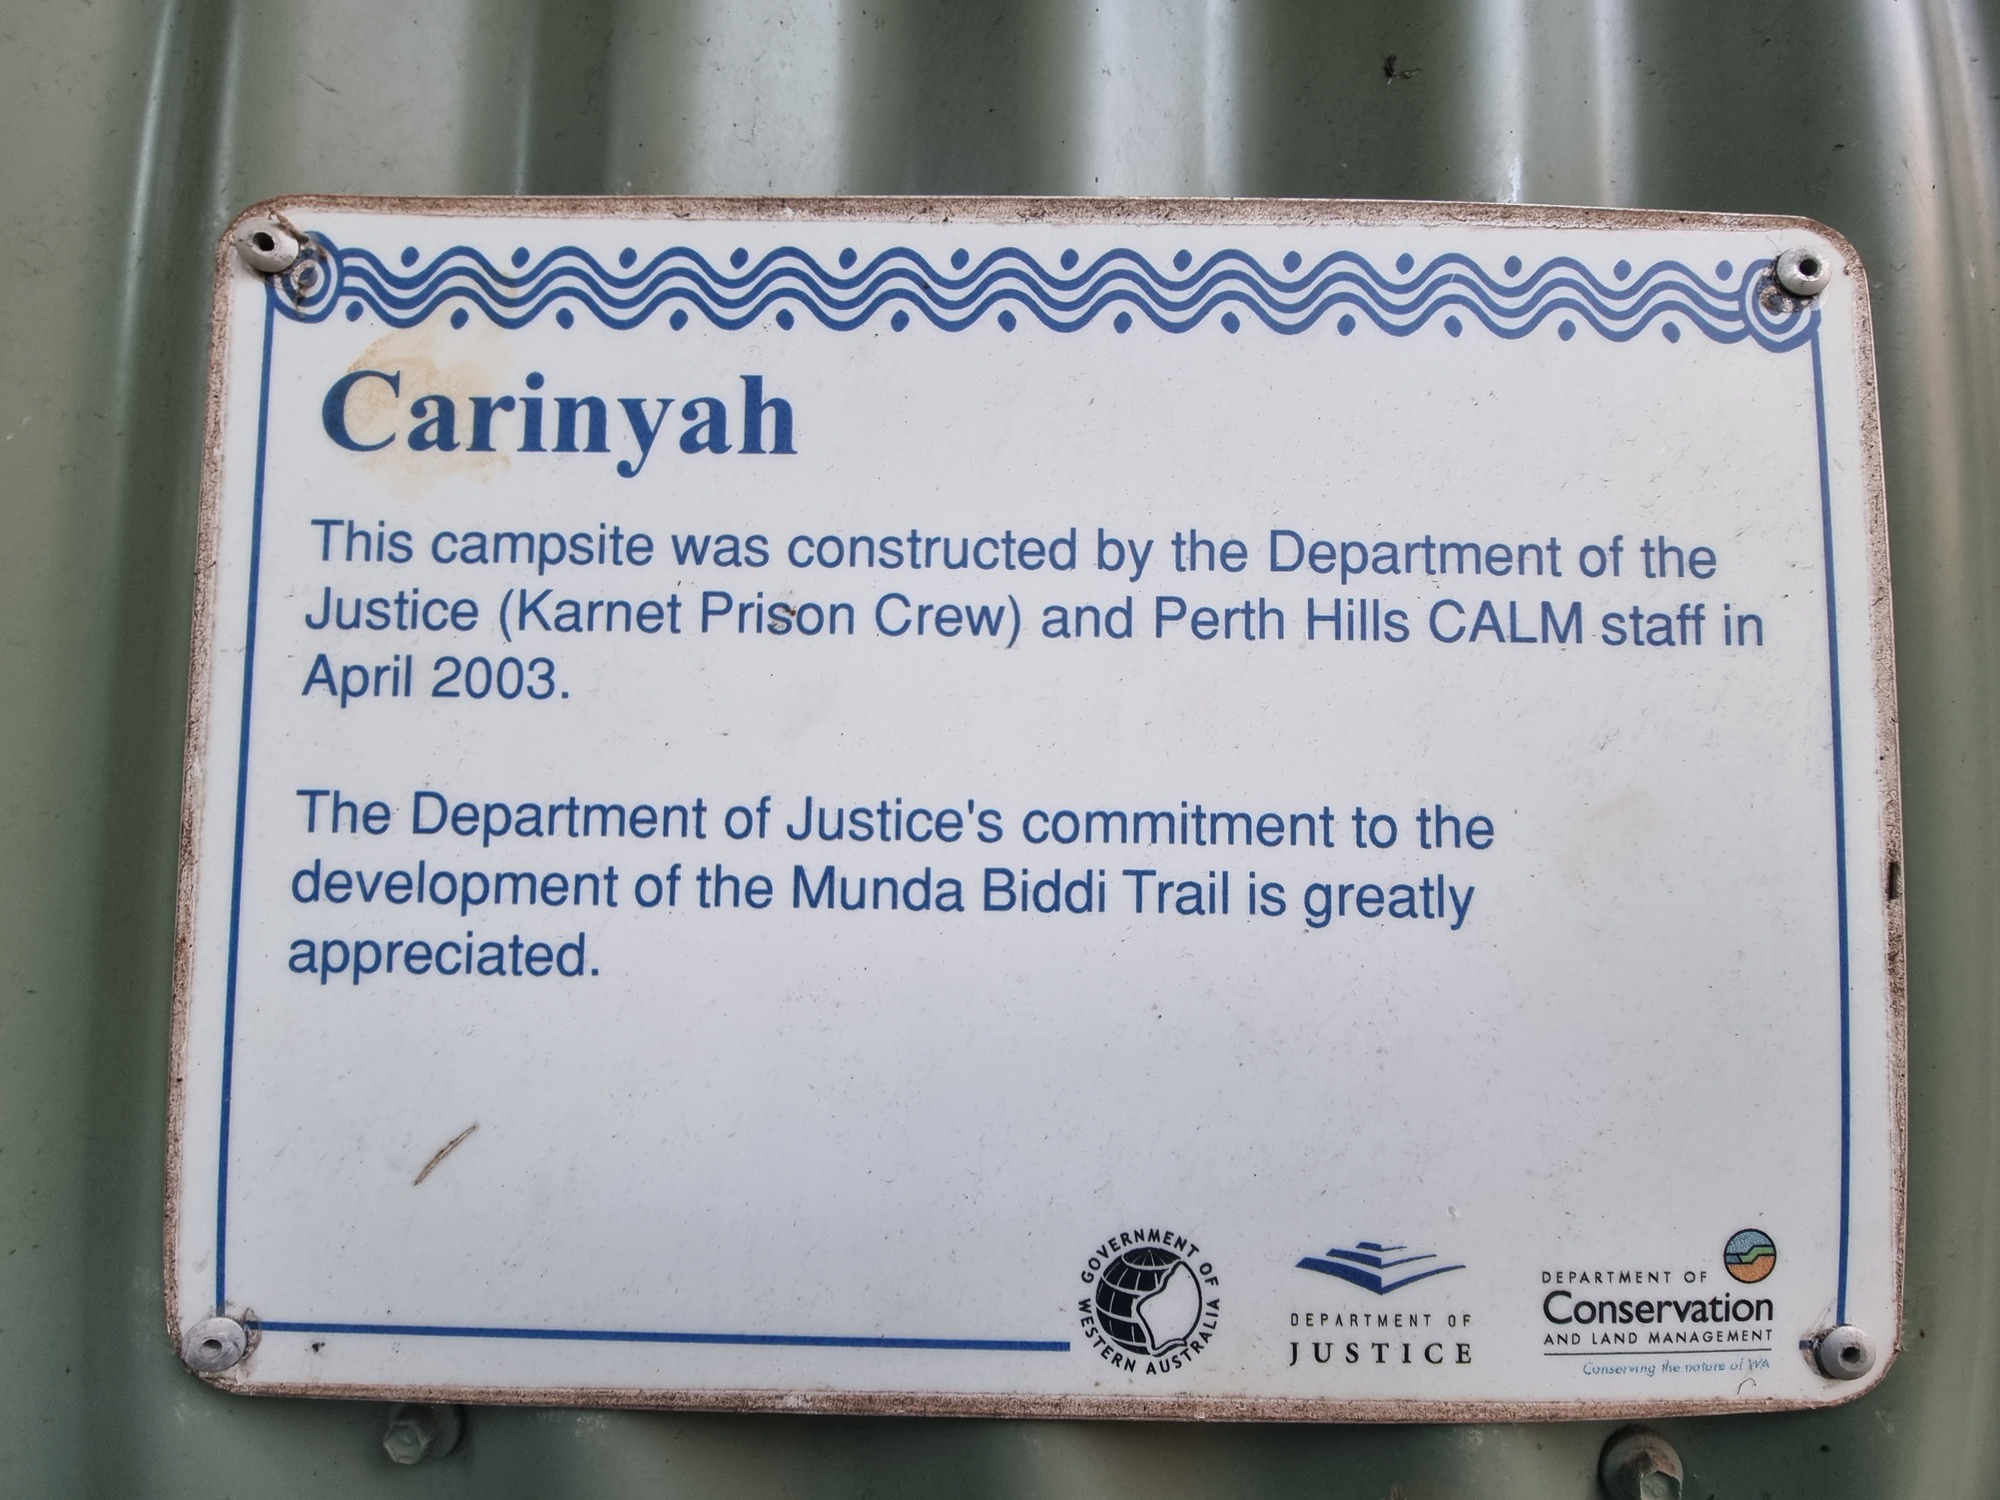 Carinyah
This campsite was constructed by the Department of the
Justice (Karnet Prison Crew) and Perth Hills CALM staff in
April 2003.
The Department of Justice's commitment to the
development of the Munda Biddi Trail is greatly
appreciated.
GOVERNMENT OF
WESTERN AUSTRALIA
DEPARTMENT OF
JUSTICE
DEPARTMENT OF
Conservation
AND LAND MANAGEMENT
Conserving the nature of WA